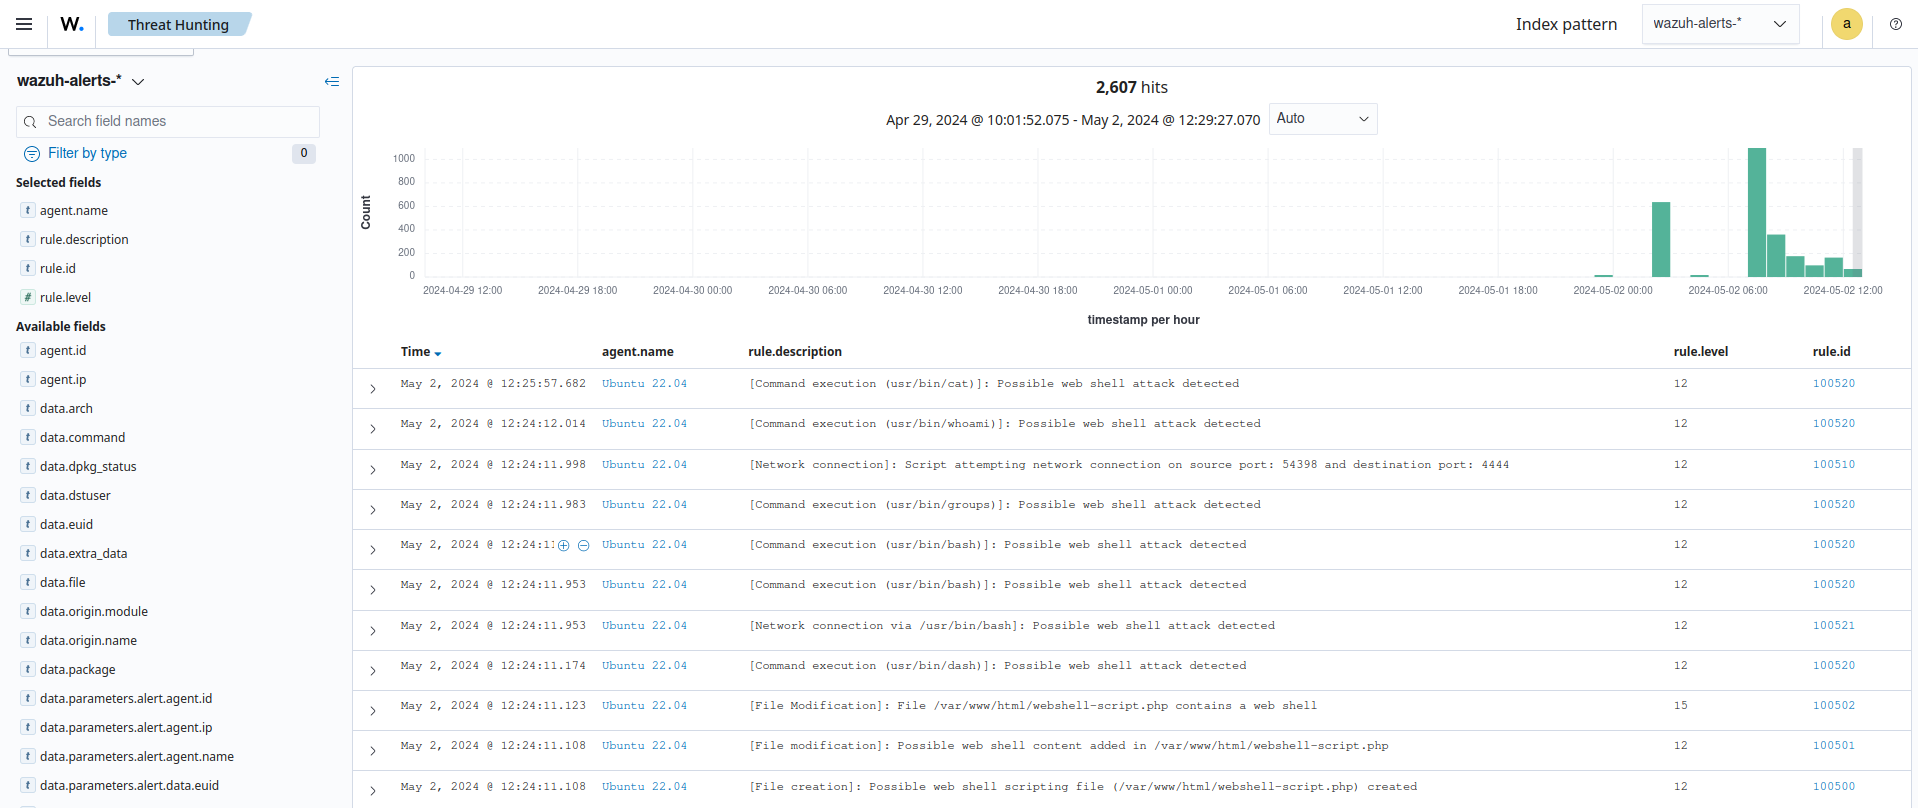 W.
Threat Hunting
Index pattern
wazuh-alerts-*
a
wazuh-alerts-*
Search field names
Filter by type
0
Selected fields
t agent.name
t rule.description
t rule.id
# rule.level
Available fields
t agent.id
t agent.ip
t data.arch
t data.command
t data.dpkg_status
t data.dstuser
t data.euid
t data.extra_data
t data.file
t data.origin.module
t data.origin.name
t data.package
t data.parameters.alert.agent.id
t data.parameters.alert.agent.ip
t data.parameters.alert.agent.name
t data.parameters.alert.data.euid
2,607 hits
Apr 29, 2024 @ 10:01:52.075 - May 2, 2024 @ 12:29:27.070 Auto
Count
1000
800
600
400
200
0
2024-04-29 12:00 2024-04-29 18:00 2024-04-30 00:00 2024-04-30 06:00 2024-04-30 12:00 2024-04-30 18:00 2024-05-01 00:00 2024-05-01 06:00 2024-05-01 12:00 2024-05-01 18:00 2024-05-02 00:00 2024-05-02 06:00 2024-05-02 12:00
timestamp per hour
Time agent.name rule.description rule.level rule.id
May 2, 2024 @ 12:25:57.682 Ubuntu 22.04 [Command execution (usr/bin/cat)]: Possible web shell attack detected 12 100520
May 2, 2024 @ 12:24:12.014 Ubuntu 22.04 [Command execution (usr/bin/whoami)]: Possible web shell attack detected 12 100520
May 2, 2024 @ 12:24:11.998 Ubuntu 22.04 [Network connection]: Script attempting network connection on source port: 54398 and destination port: 4444 12 100510
May 2, 2024 @ 12:24:11.983 Ubuntu 22.04 [Command execution (usr/bin/groups)]: Possible web shell attack detected 12 100520
May 2, 2024 @ 12:24:11 Ubuntu 22.04 [Command execution (usr/bin/bash)]: Possible web shell attack detected 12 100520
May 2, 2024 @ 12:24:11.953 Ubuntu 22.04 [Command execution (usr/bin/bash)]: Possible web shell attack detected 12 100520
May 2, 2024 @ 12:24:11.953 Ubuntu 22.04 [Network connection via /usr/bin/bash]: Possible web shell attack detected 12 100521
May 2, 2024 @ 12:24:11.174 Ubuntu 22.04 [Command execution (usr/bin/dash)]: Possible web shell attack detected 12 100520
May 2, 2024 @ 12:24:11.123 Ubuntu 22.04 [File Modification]: File /var/www/html/webshell-script.php contains a web shell 15 100502
May 2, 2024 @ 12:24:11.108 Ubuntu 22.04 [File modification]: Possible web shell content added in /var/www/html/webshell-script.php 12 100501
May 2, 2024 @ 12:24:11.108 Ubuntu 22.04 [File creation]: Possible web shell scripting file (/var/www/html/webshell-script.php) created 12 100500